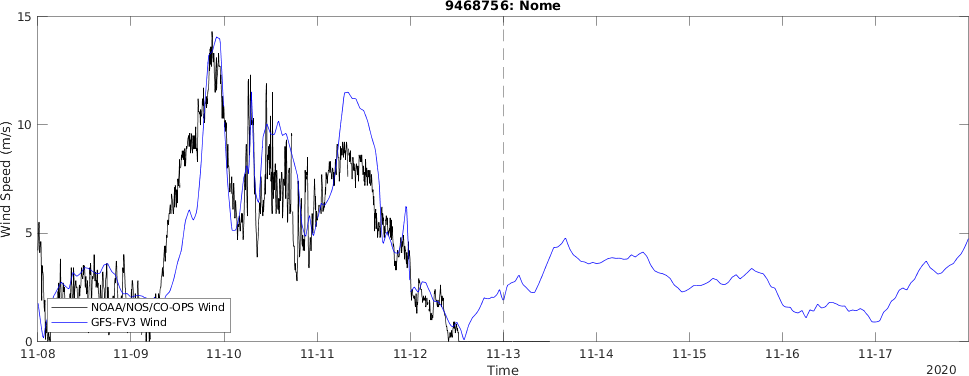 9468756: Nome
15
10
5
0
Wind Speed (m/s)
NOAA/NOS/CO-OPS Wind
GFS-FV3 Wind
11-08 11-09 11-10 11-11 11-12 11-13 11-14 11-15 11-16 11-17
Time
2020